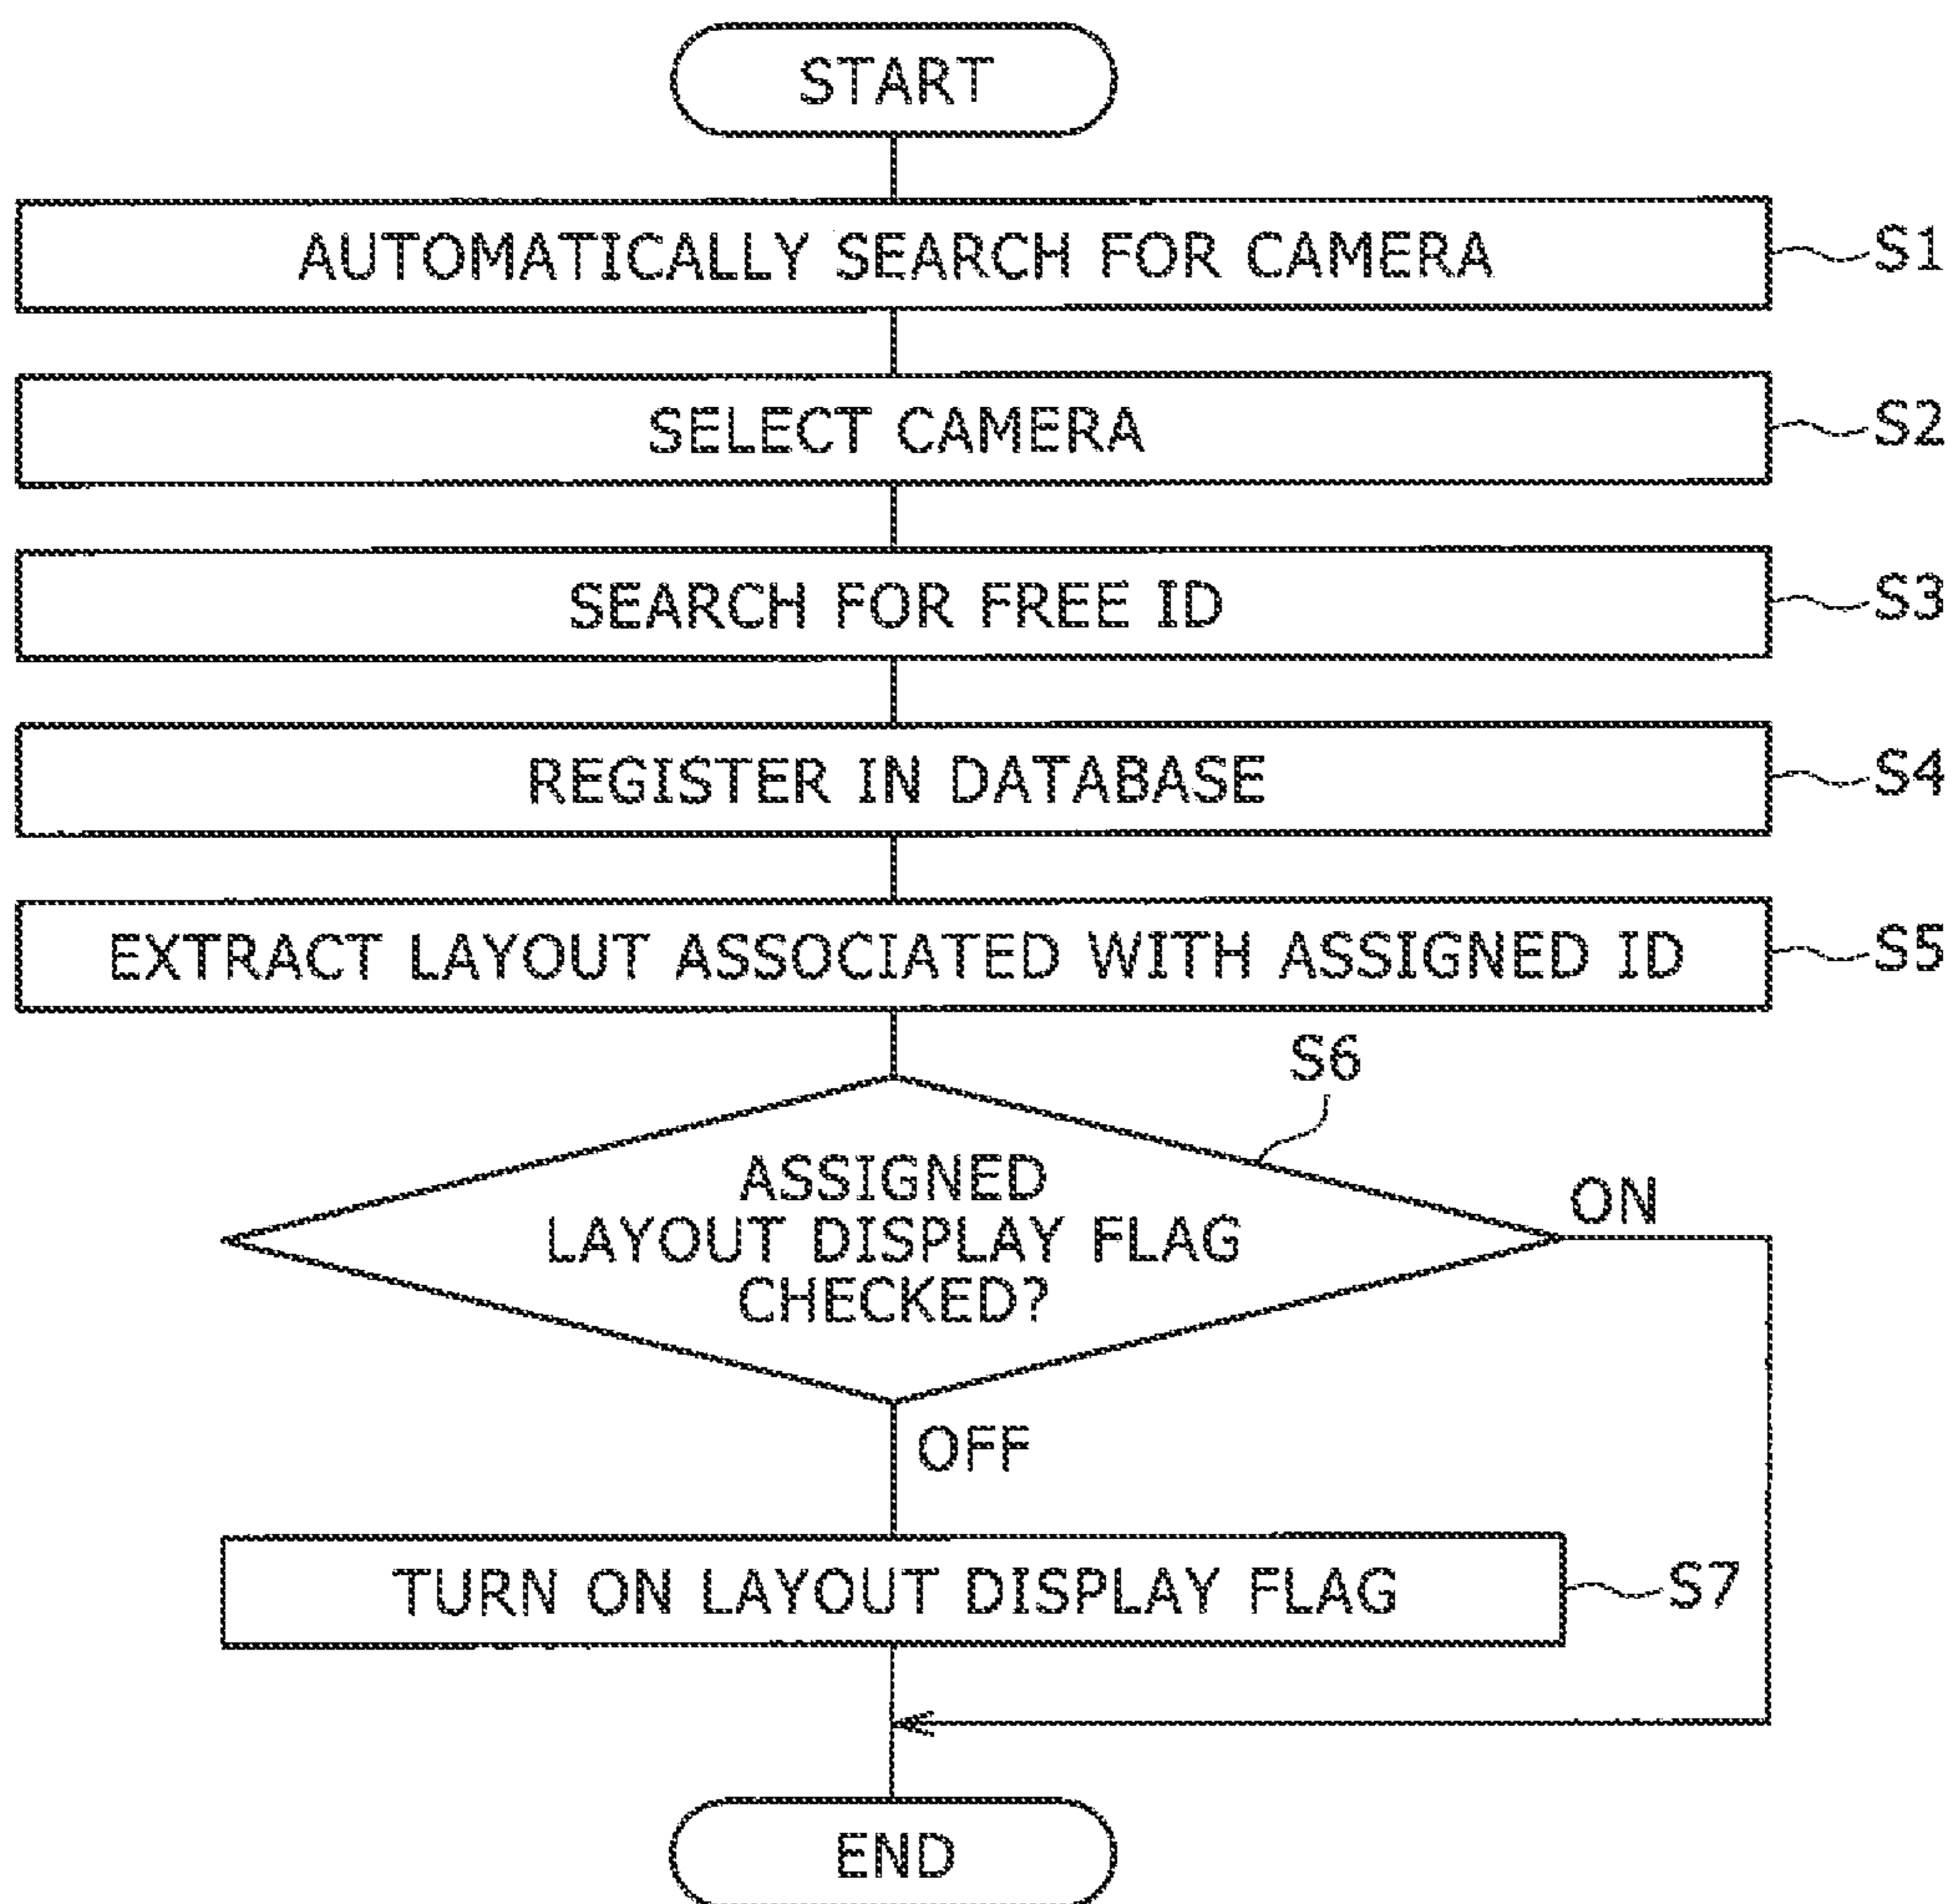 START
AUTOMATICALLY SEARCH FOR CAMERA
S1
SELECT CAMERA
S2
SEARCH FOR FREE ID
S3
REGISTER IN DATABASE
S4
EXTRACT LAYOUT ASSOCIATED WITH ASSIGNED ID
S5
S6
ASSIGNED
LAYOUT DISPLAY FLAG
CHECKED?
ON
OFF
TURN ON LAYOUT DISPLAY FLAG
S7
END